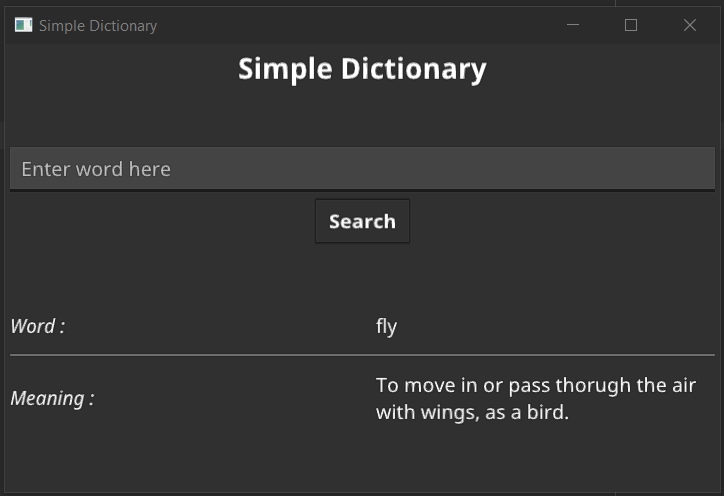 Simple Dictionary
Simple Dictionary
Enter word here
Search
Word : fly
Meaning : To move in or pass thorugh the air
with wings, as a bird.